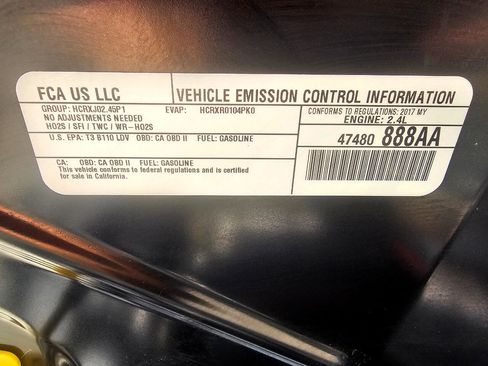 FCA US LLC
VEHICLE EMISSION CONTROL INFORMATION
GROUP: HCRXJ02.45P1 EVAP: HCRXR0104PK0
NO ADJUSTMENTS NEEDED
HO2S / SFI / TWC / WR-HO2S
CONFORMS TO REGULATIONS: 2017 MY
ENGINE: 2.4L
U.S. EPA: T3 B110 LDV OBD: CA OBD II FUEL: GASOLINE
47480 888AA
CA: OBD: CA OBD II FUEL: GASOLINE
This vehicle conforms to federal regulations and is certified
for sale in California.